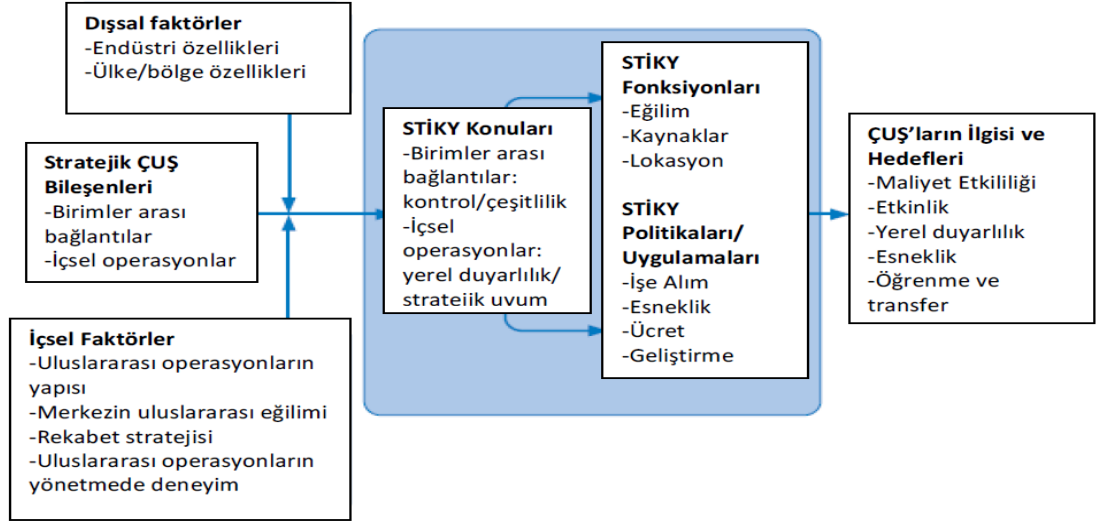 Dışsal faktörler
-Endüstri özellikleri
-Ülke/bölge özellikleri
Stratejik ÇUŞ
Bileşenleri
-Birimler arası
bağlantılar
-İçsel operasyonlar
İçsel Faktörler
-Uluslararası operasyonların
yapısı
-Merkezin uluslararası eğilimi
-Rekabet stratejisi
-Uluslararası operasyonların
yönetmede deneyim
STİKY Konuları
-Birimler arası
bağlantılar:
kontrol/çeşitlilik
-İçsel
operasyonlar:
yerel duyarlılık/
stratejik uyum
STİKY
Fonksiyonları
-Eğilim
-Kaynaklar
-Lokasyon
STİKY
Politikaları/
Uygulamaları
-İşe Alım
-Esneklik
-Ücret
-Geliştirme
ÇUŞ’ların İlgisi ve
Hedefleri
-Maliyet Etkililiği
-Etkinlik
-Yerel duyarlılık
-Esneklik
-Öğrenme ve
transfer